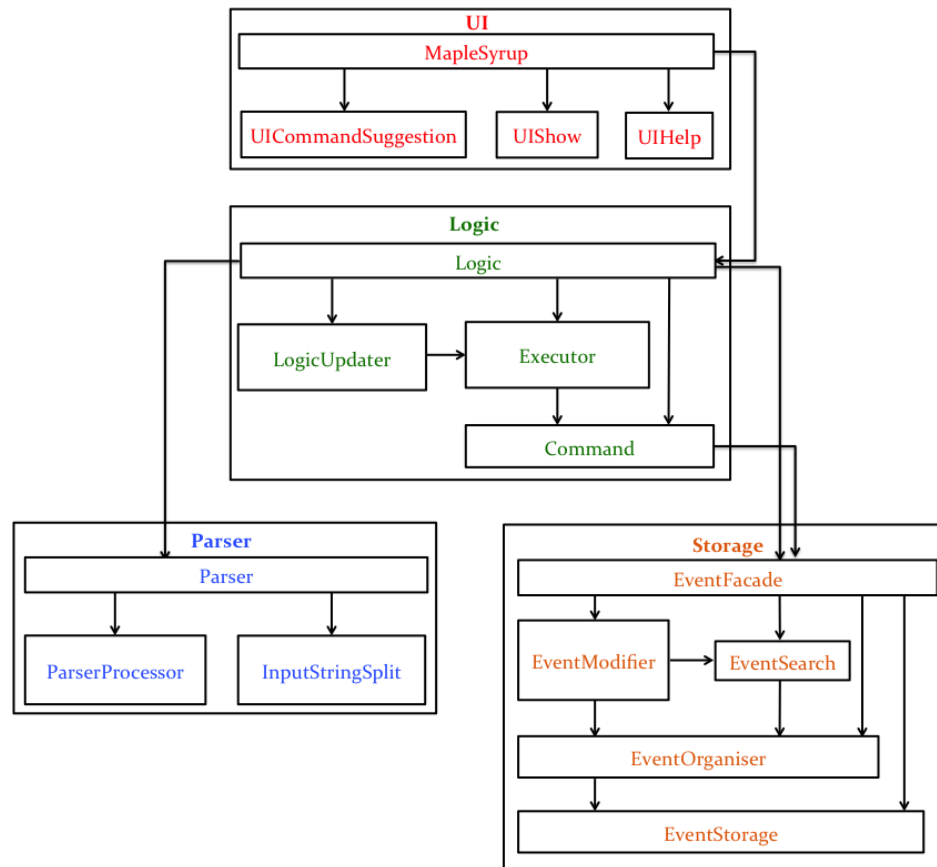 UI
MapleSyrup
UICommandSuggestion
UIShow
UIHelp
Logic
Logic
LogicUpdater
Executor
Command
Parser
Parser
ParserProcessor
InputStringSplit
Storage
EventFacade
EventModifier
EventSearch
EventOrganiser
EventStorage